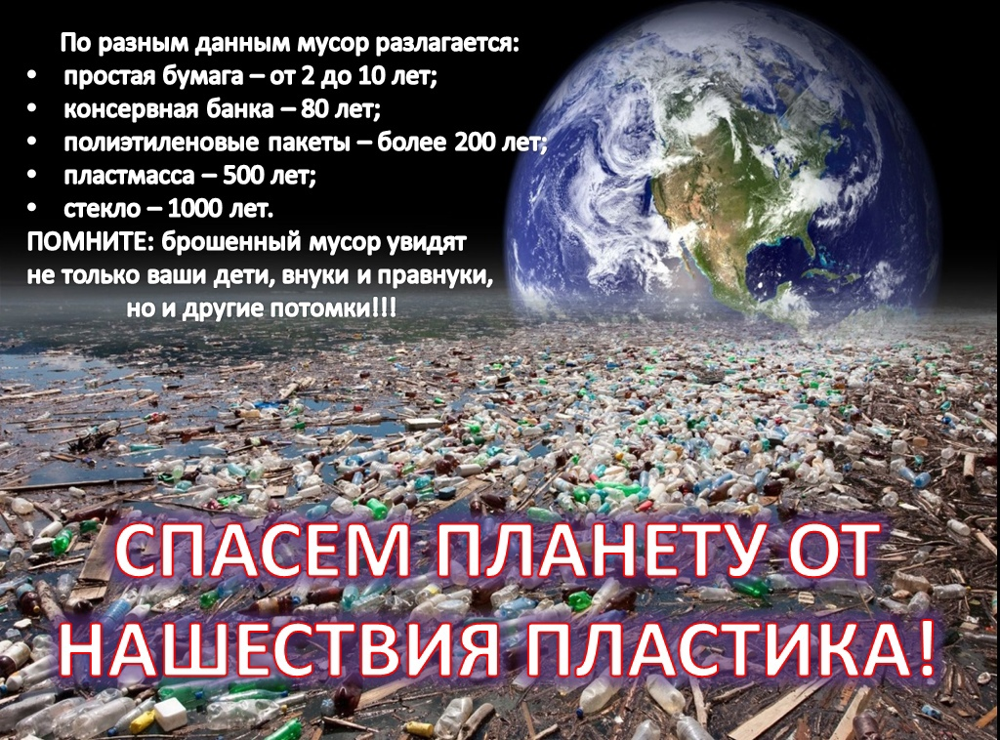 По разным данным мусор разлагается:
• простая бумага – от 2 до 10 лет;
• консервная банка – 80 лет;
• полиэтиленовые пакеты – более 200 лет;
• пластмасса – 500 лет;
• стекло – 1000 лет.
ПОМНИТЕ: брошенный мусор увидят
не только ваши дети, внуки и правнуки,
но и другие потомки!!!
СПАСЕМ ПЛАНЕТУ ОТ
НАШЕСТВИЯ ПЛАСТИКА!